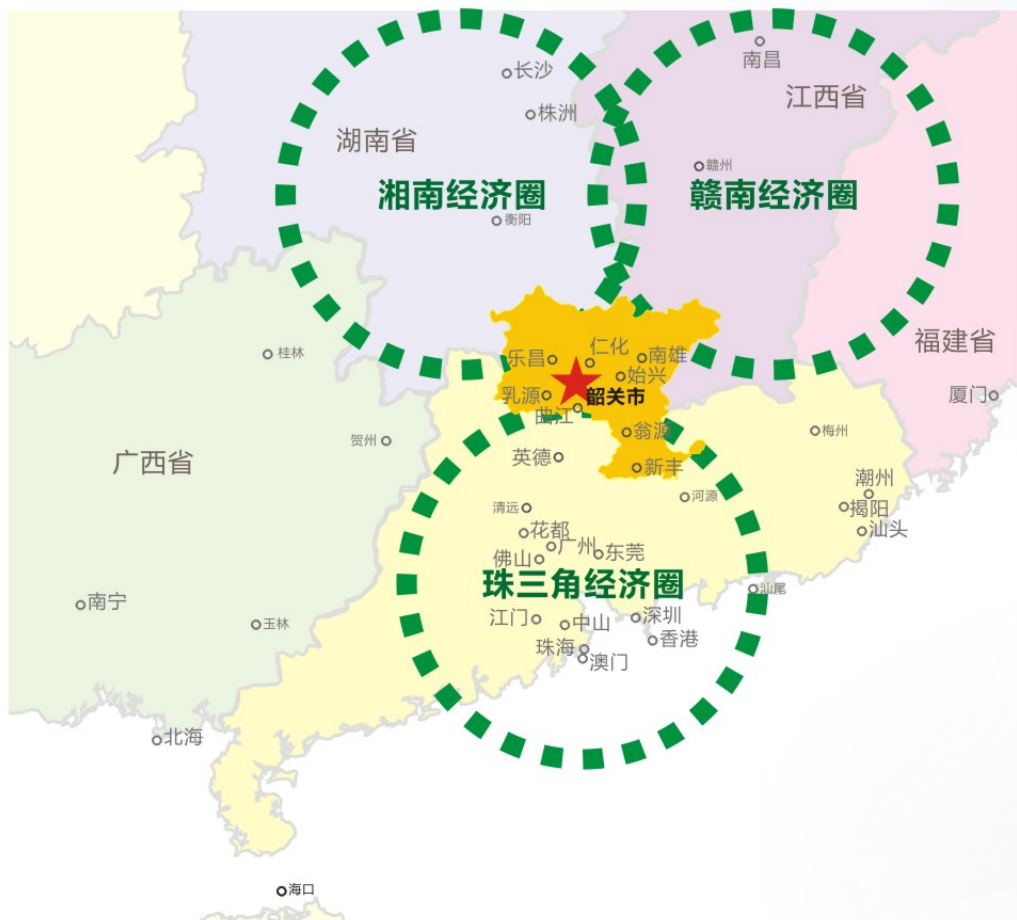 南昌
长沙
江西省
株洲
湖南省
赣州
湘南经济圈
赣南经济圈
衡阳
福建省
桂林
仁化
乐昌
南雄
始兴
乳源
韶关市
厦门
曲江
翁源
梅州
贺州
广西省
英德
新丰
潮州
河源
清远
揭阳
花都
汕头
广州
佛山
东莞
珠三角经济圈
汕尾
南宁
江门
中山
深圳
玉林
香港
珠海
澳门
北海
海口